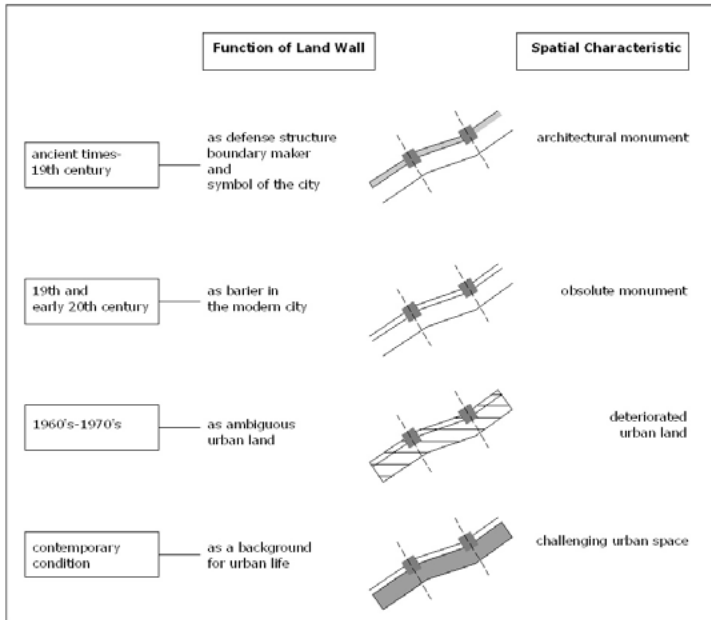 Function of Land Wall
Spatial Characteristic
ancient times-
19th century
as defense structure
boundary maker
and
symbol of the city
architectural monument
19th and
early 20th century
as barier in
the modern city
obsolute monument
1960's-1970's
as ambiguous
urban land
deteriorated
urban land
contemporary
condition
as a background
for urban life
challenging urban space